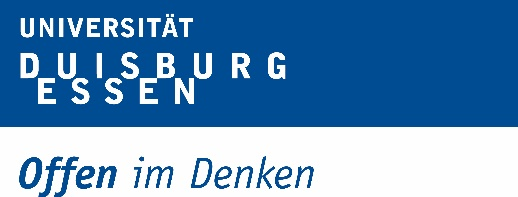 UNIVERSITÄT
DUISBURG
ESSEN
Offen im Denken